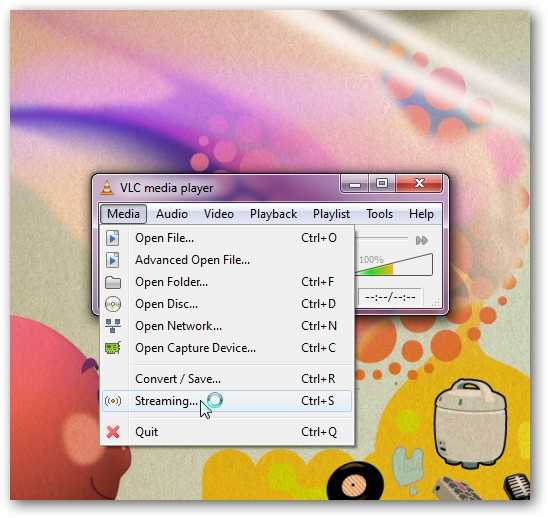 VLC media player
Media Audio Video Playback Playlist Tools Help
Open File... Ctrl+O
Advanced Open File...
100%
Open Folder... Ctrl+F
Open Disc... Ctrl+D
--:--/--:--
Open Network... Ctrl+N
Open Capture Device... Ctrl+C
Convert / Save... Ctrl+R
Streaming... Ctrl+S
Quit Ctrl+Q